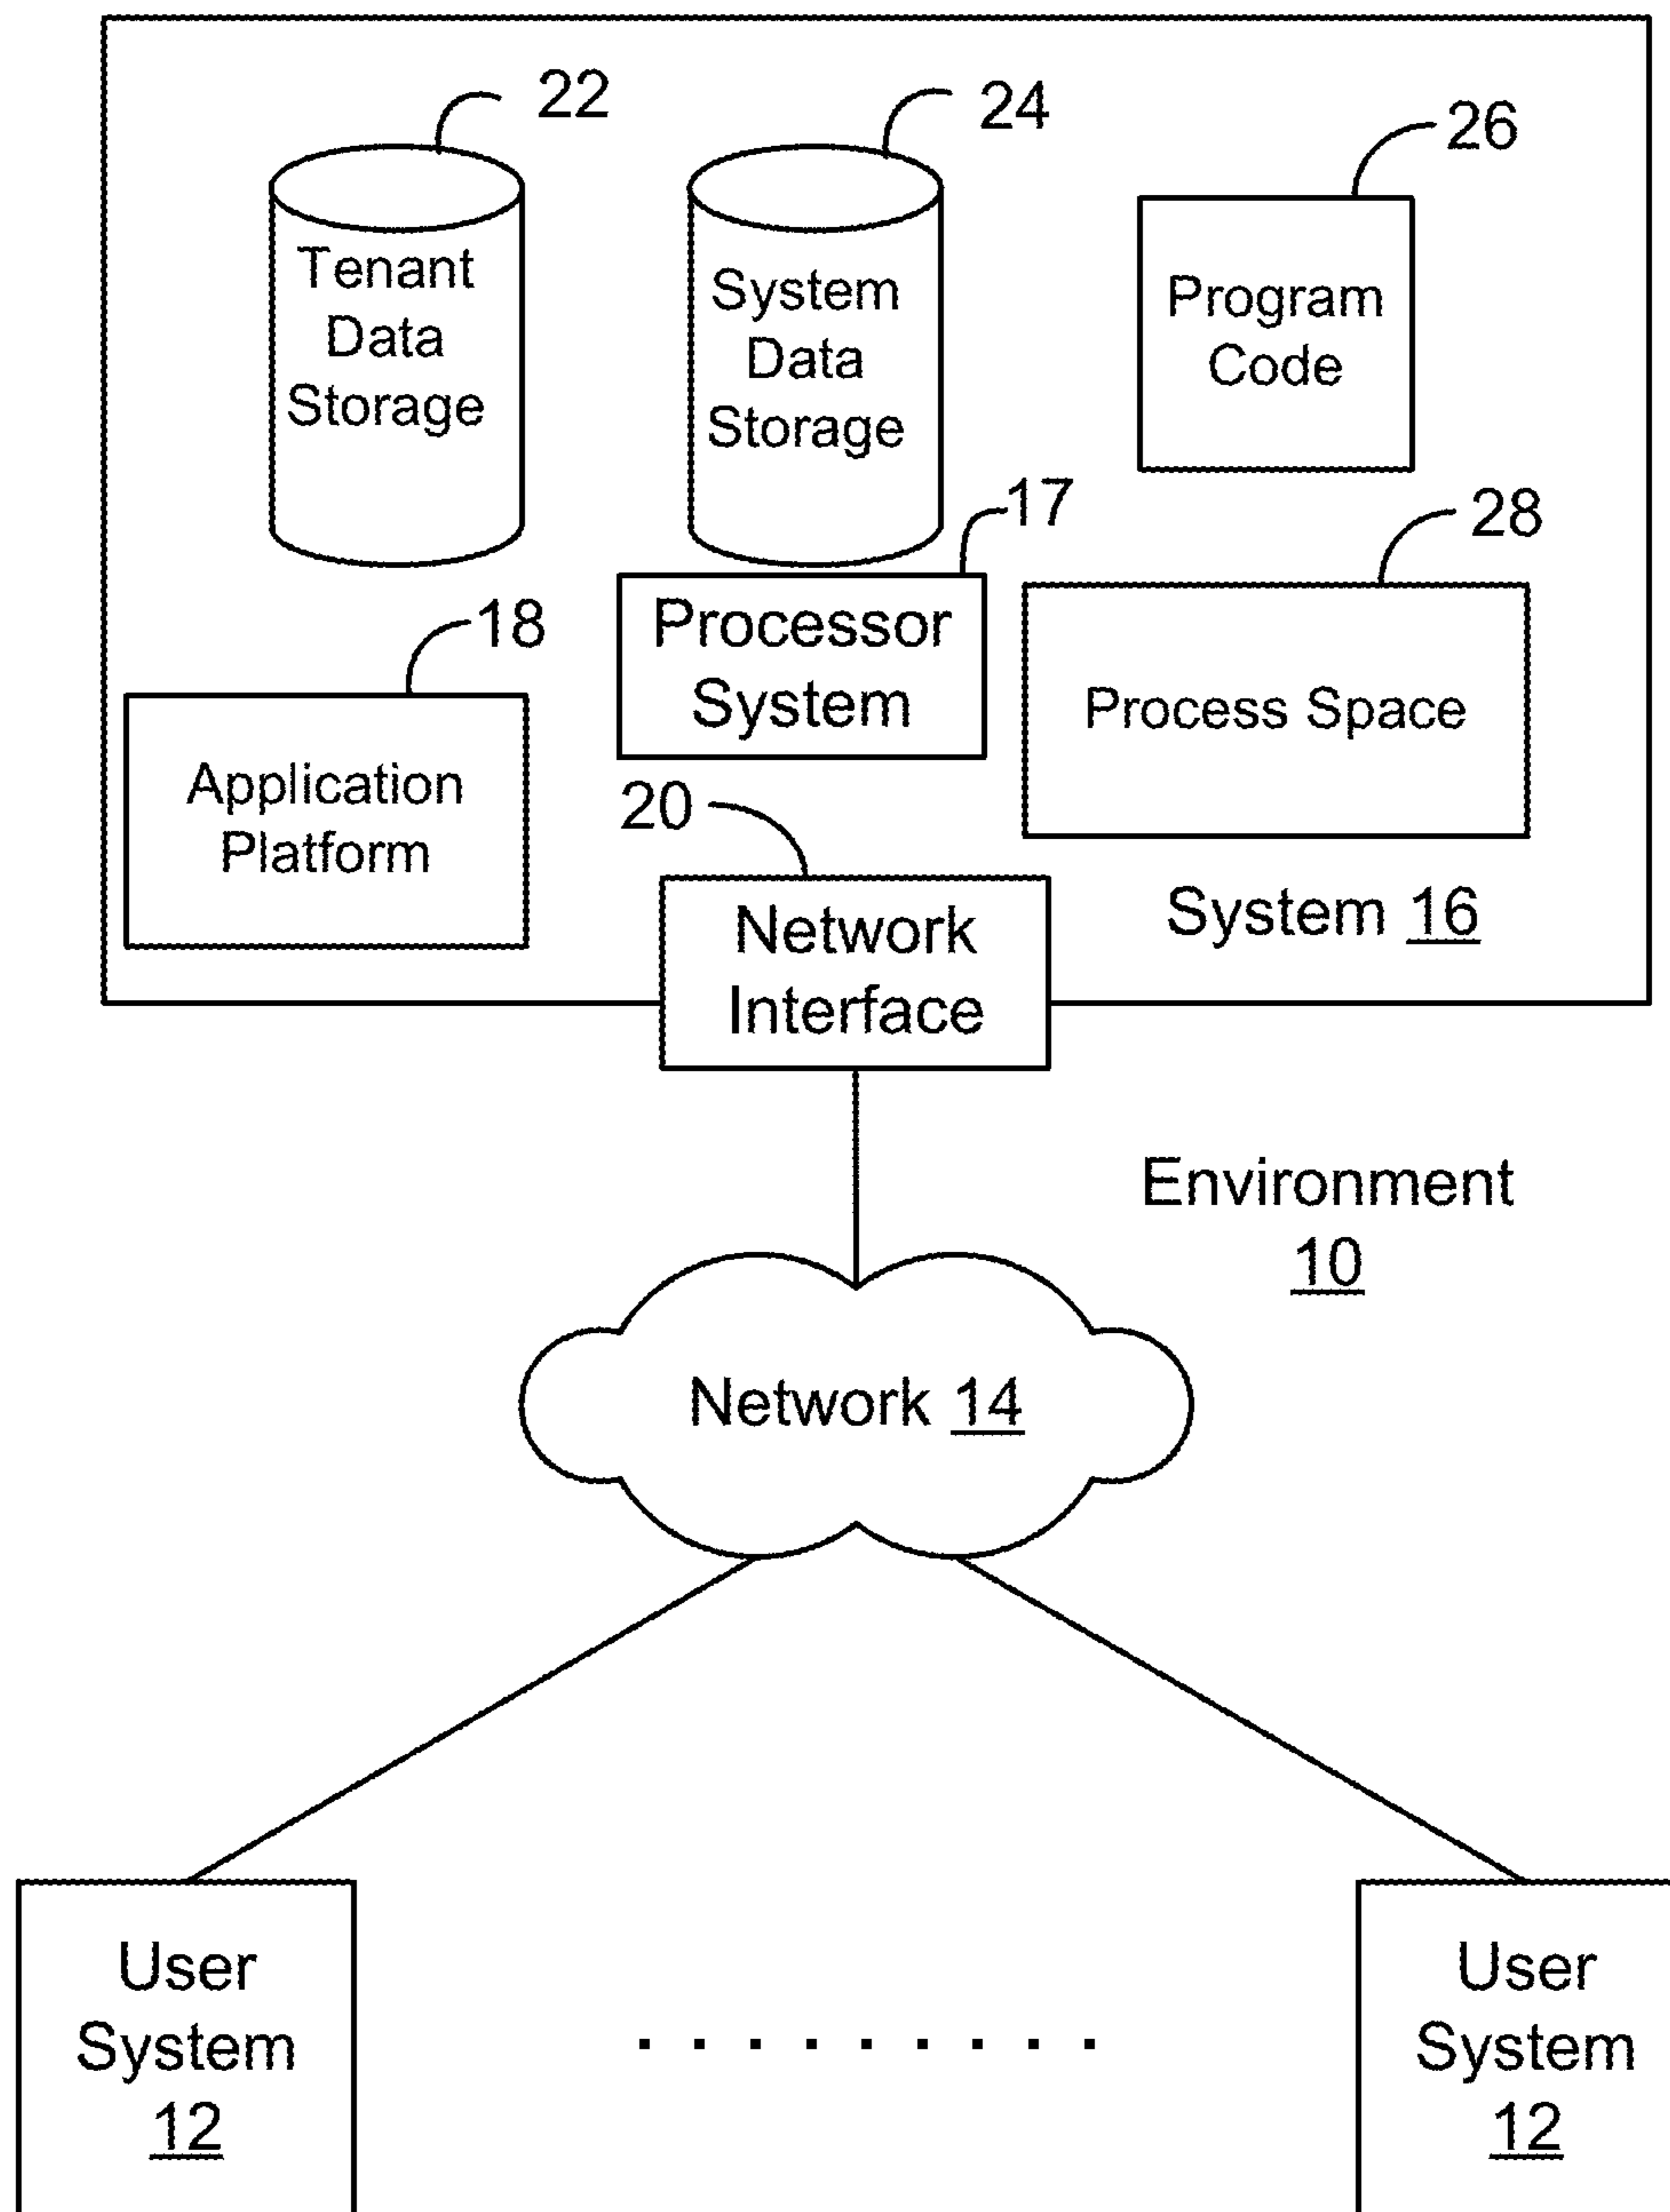 22
24
26
Tenant
Data
Storage
System
Data
Storage
Program
Code
17
28
18
Processor
System
Process Space
Application
Platform
20
Network
Interface
System 16
Environment
10
Network 14
User
System
12
. . . . . . . . .
User
System
12